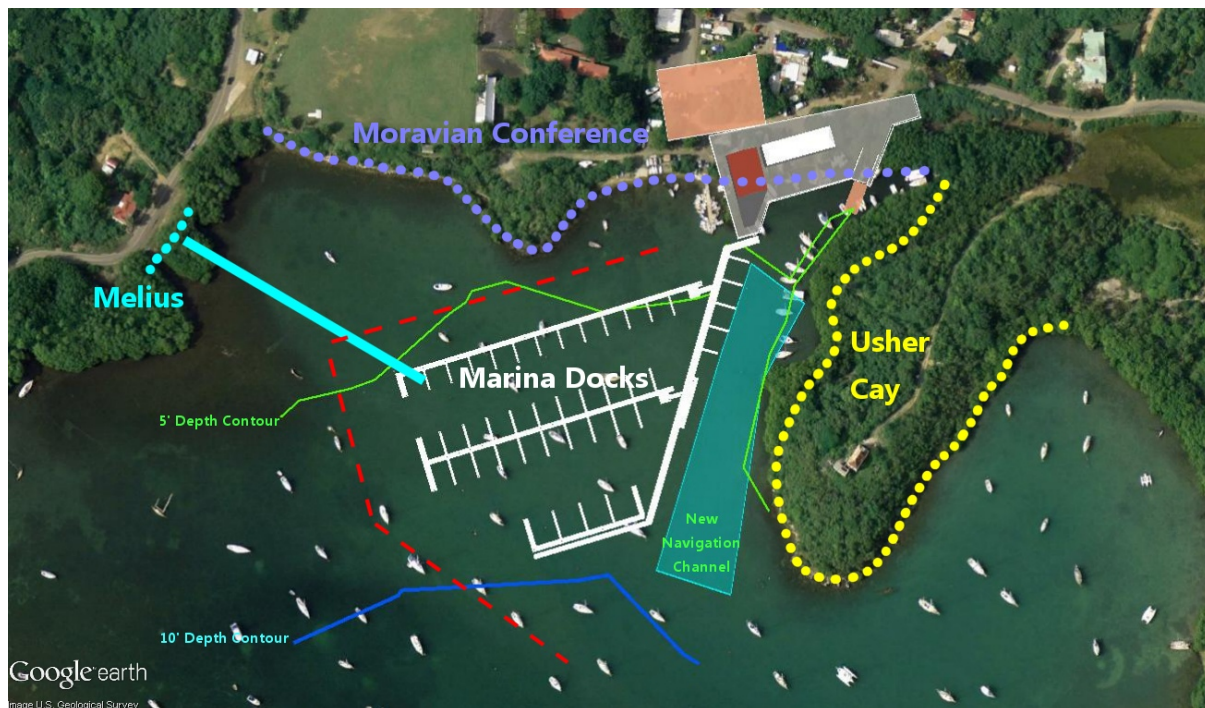 Moravian Conference
Melius
Usher
Cay
Marina Docks
5' Depth Contour
New
Navigation
Channel
10' Depth Contour
Google earth
Image U.S. Geological Survey